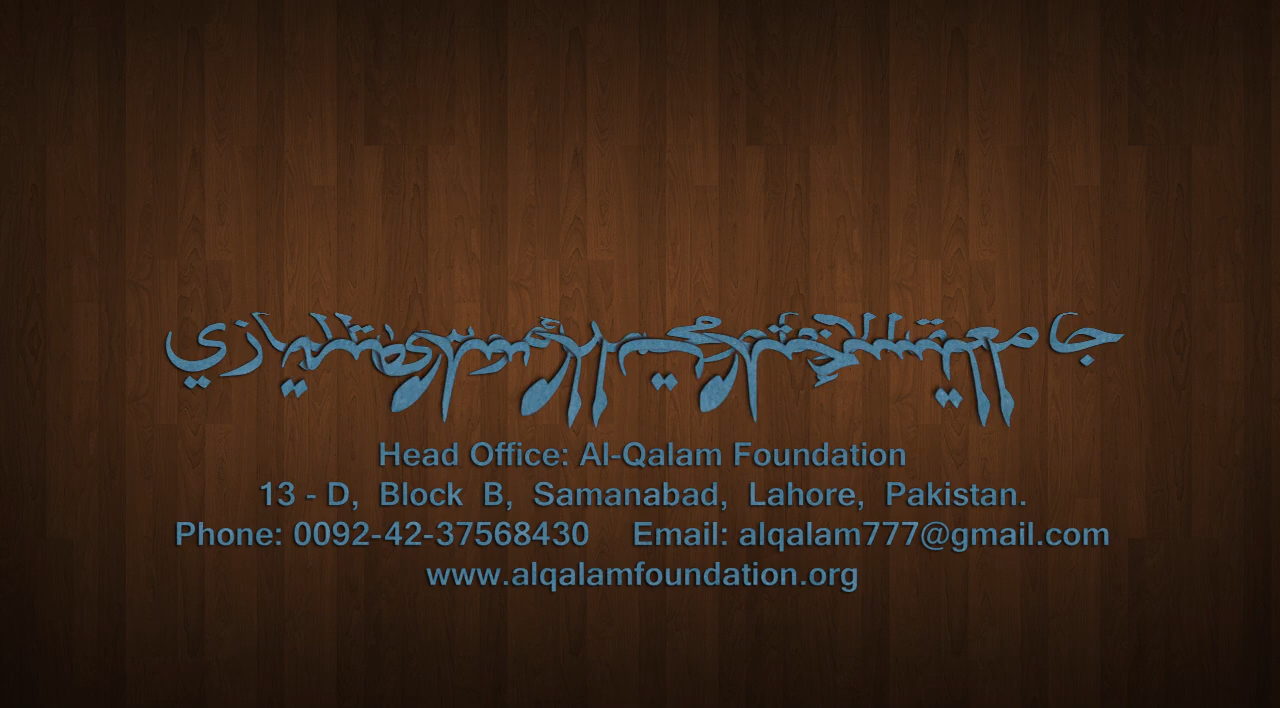 Head Office: Al-Qalam Foundation
13 - D, Block B, Samanabad, Lahore, Pakistan.
Phone: 0092-42-37568430 Email: alqalam777@gmail.com
www.alqalamfoundation.org